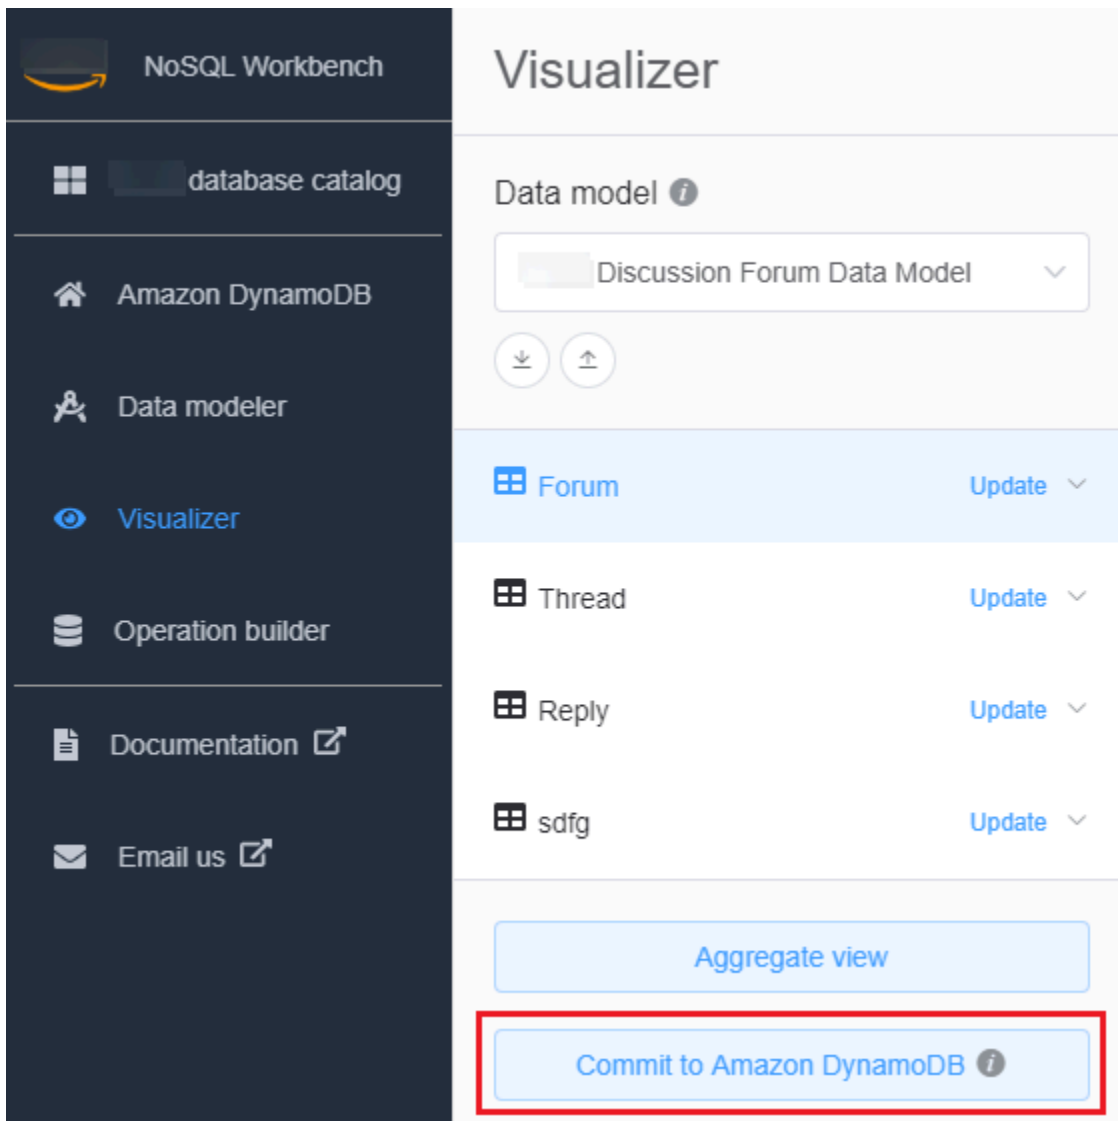 NoSQL Workbench
database catalog
Amazon DynamoDB
Data modeler
Visualizer
Operation builder
Documentation
Email us
Visualizer
Data model
Discussion Forum Data Model
Forum Update
Thread Update
Reply Update
sdfg Update
Aggregate view
Commit to Amazon DynamoDB